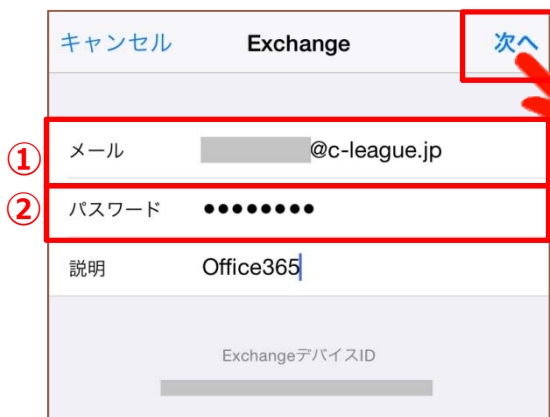 キャンセル Exchange 次へ
① メール @c-league.jp
② パスワード ●●●●●●●●
説明 Office365
ExchangeデバイスID